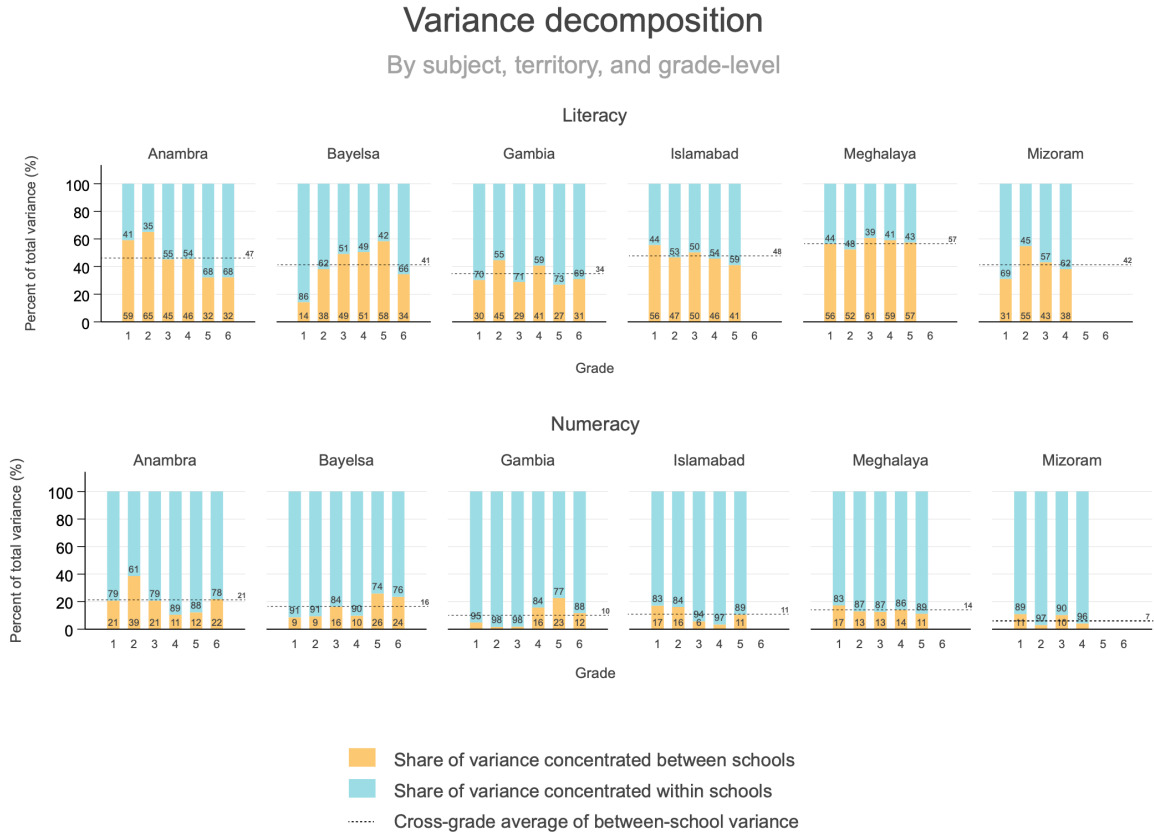 Variance decomposition
By subject, territory, and grade-level
Literacy
Anambra Bayelsa Gambia Islamabad Meghalaya Mizoram
Percent of total variance (%)
100
80
60
40
20
0
41 35 55 54 68 68 47
59 65 45 46 32 32
1 2 3 4 5 6
86 62 51 49 42 66 41
14 38 49 51 58 34
1 2 3 4 5 6
70 55 71 59 73 69 34
30 45 29 41 27 31
1 2 3 4 5 6
44 53 50 54 59 48
56 47 50 46 41
1 2 3 4 5 6
44 48 39 41 43 57
56 52 61 59 57
1 2 3 4 5 6
69 45 57 62 42
31 55 43 38
1 2 3 4 5 6
Grade
Numeracy
Anambra Bayelsa Gambia Islamabad Meghalaya Mizoram
Percent of total variance (%)
100
80
60
40
20
0
79 61 79 89 88 78 21
21 39 21 11 12 22
1 2 3 4 5 6
91 91 84 90 74 76 16
9 9 16 10 26 24
1 2 3 4 5 6
95 98 98 84 77 88 10
16 23 12
1 2 3 4 5 6
83 84 94 97 89 11
17 16 6 11
1 2 3 4 5 6
83 87 87 86 89 14
17 13 13 14 11
1 2 3 4 5 6
89 97 90 96 7
11 10
1 2 3 4 5 6
Grade
Share of variance concentrated between schools
Share of variance concentrated within schools
Cross-grade average of between-school variance